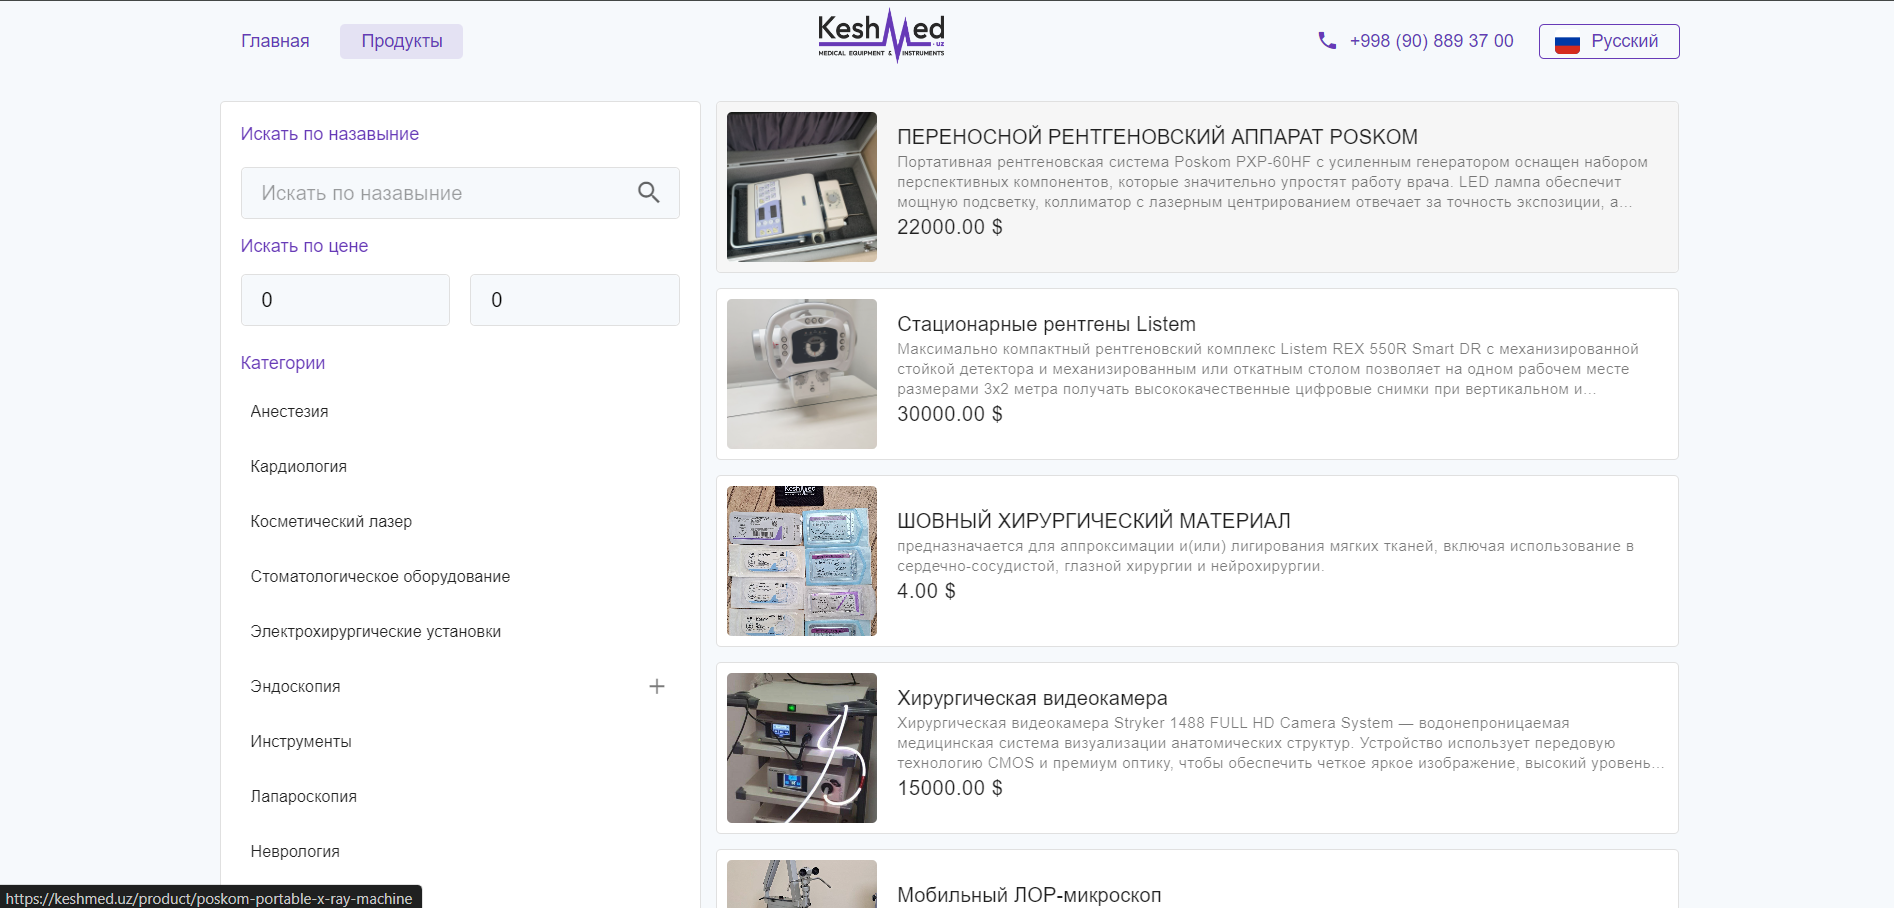 Главная
Продукты
KeshMed
.uz
MEDICAL EQUIPMENT & INSTRUMENTS
+998 (90) 889 37 00
Русский
Искать по назавыние
Искать по назавыние
Искать по цене
0
0
Категории
Анестезия
Кардиология
Косметический лазер
Стоматологическое оборудование
Электрохирургические установки
Эндоскопия
Инструменты
Лапароскопия
Неврология
ПЕРЕНОСНОЙ РЕНТГЕНОВСКИЙ АППАРАТ POSKOM
Портативная рентгеновская система Poskom PXP-60HF с усиленным генератором оснащен набором
перспективных компонентов, которые значительно упростят работу врача. LED лампа обеспечит
мощную подсветку, коллиматор с лазерным центрированием отвечает за точность экспозиции, а...
22000.00 $
Стационарные рентгены Listem
Максимально компактный рентгеновский комплекс Listem REX 550R Smart DR с механизированной
стойкой детектора и механизированным или откатным столом позволяет на одном рабочем месте
размерами 3x2 метра получать высококачественные цифровые снимки при вертикальном и...
30000.00 $
ШОВНЫЙ ХИРУРГИЧЕСКИЙ МАТЕРИАЛ
предназначается для аппроксимации и(или) лигирования мягких тканей, включая использование в
сердечно-сосудистой, глазной хирургии и нейрохирургии.
4.00 $
Хирургическая видеокамера
Хирургическая видеокамера Stryker 1488 FULL HD Camera System — водонепроницаемая
медицинская система визуализации анатомических структур. Устройство использует передовую
технологию CMOS и премиум оптику, чтобы обеспечить четкое яркое изображение, высокий уровень...
15000.00 $
Мобильный ЛОР-микроскоп
https://keshmed.uz/product/poskom-portable-x-ray-machine